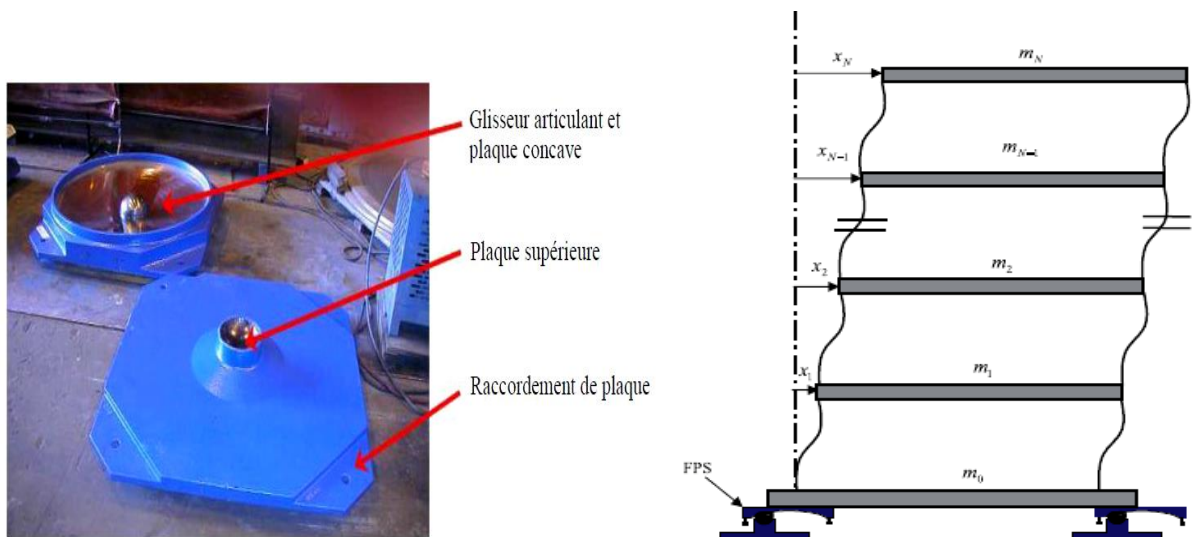 Glisseur articulant et
plaque concave
Plaque supérieure
Raccordement de plaque
x_N
m_N
x_{N-1}
m_{N-1}
x_2
m_2
x_1
m_1
FPS
m_0